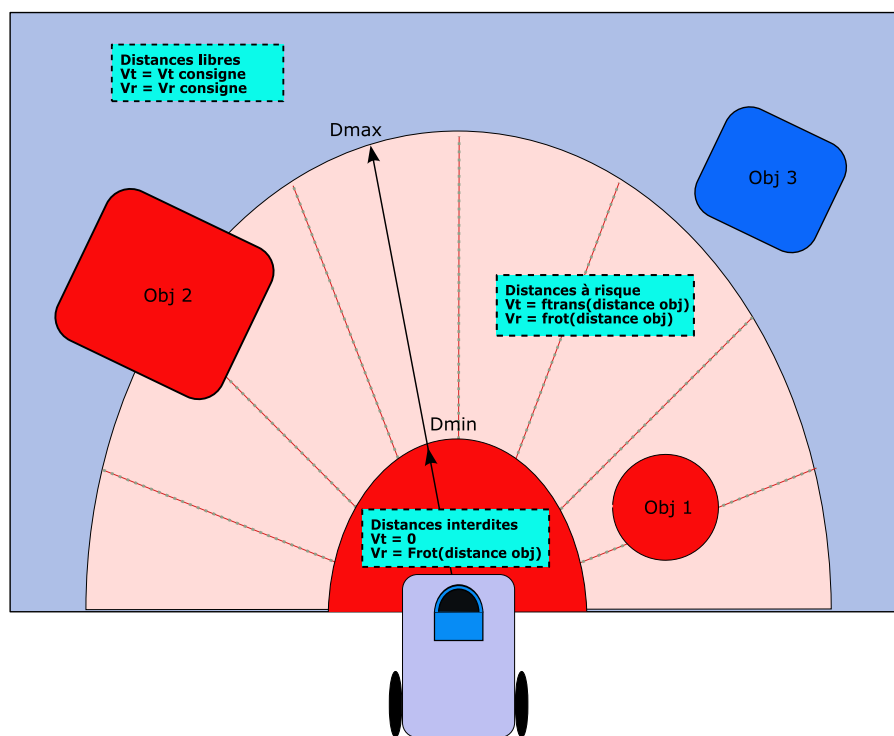 Distances libres
Vt = Vt consigne
Vr = Vr consigne
Dmax
Obj 3
Obj 2
Distances à risque
Vt = ftrans(distance obj)
Vr = frot(distance obj)
Dmin
Obj 1
Distances interdites
Vt = 0
Vr = Frot(distance obj)